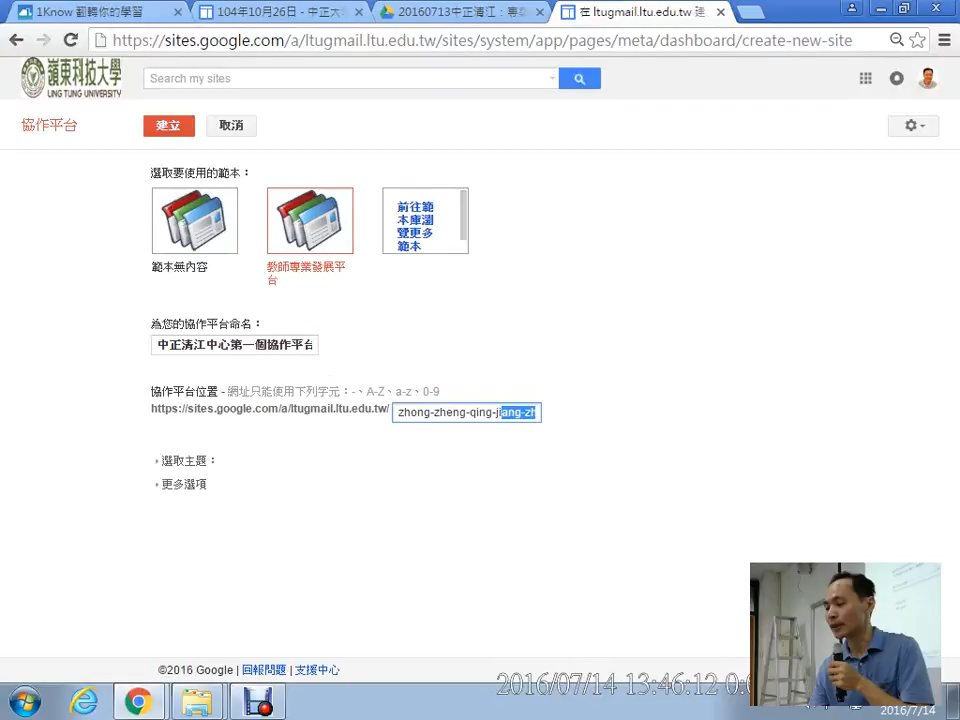 1Know 翻轉你的學習
104年10月26日 - 中正大
20160713中正清江：專
在 ltugmail.ltu.edu.tw 建
https://sites.google.com/a/ltugmail.ltu.edu.tw/sites/system/app/pages/meta/dashboard/create-new-site
嶺東科技大學
LING TUNG UNIVERSITY
Search my sites
協作平台
建立
取消
選取要使用的範本：
前往範
本庫瀏
覽更多
範本
範本無內容
教師專業發展平
台
為您的協作平台命名：
中正清江中心第一個協作平台
協作平台位置 - 網址只能使用下列字元：-、A-Z、a-z、0-9
https://sites.google.com/a/ltugmail.ltu.edu.tw/
zhong-zheng-qing-jiang-zh
選取主題：
更多選項
©2016 Google | 回報問題 | 支援中心
2016/07/14 13:46:12
2016/7/14